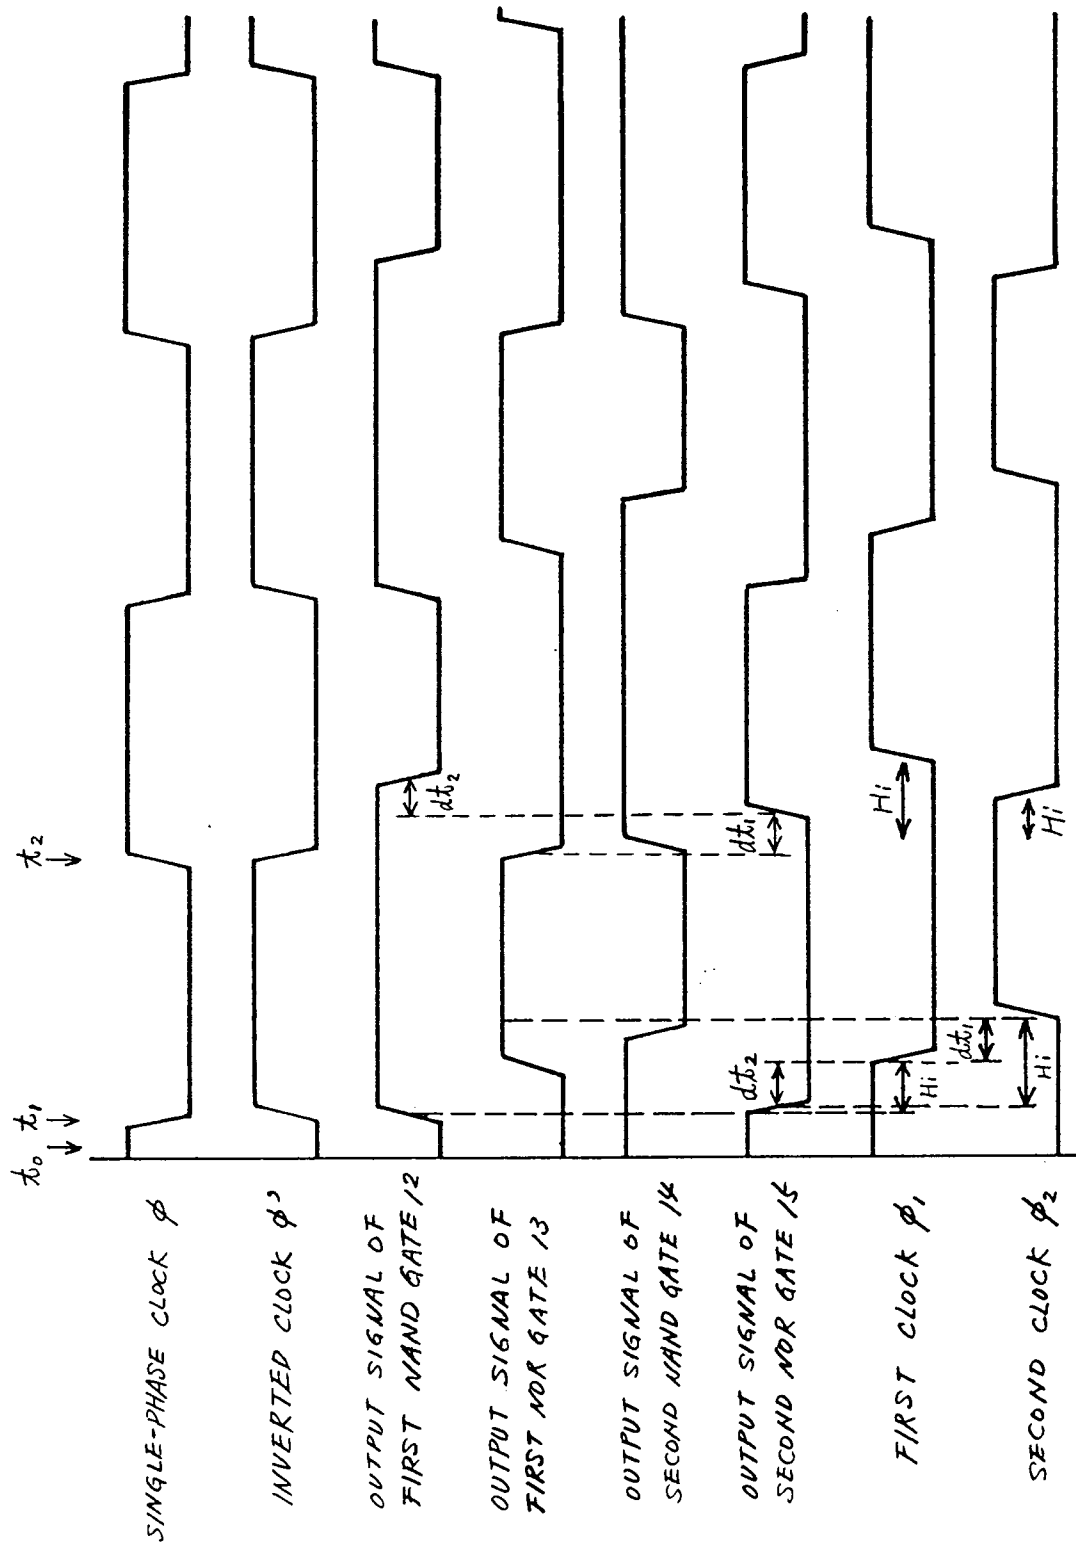 t₀ t₁ t₂
SINGLE-PHASE CLOCK ϕ
INVERTED CLOCK ϕ'
OUTPUT SIGNAL OF
FIRST NAND GATE 12
dt₂
OUTPUT SIGNAL OF
FIRST NOR GATE 13
OUTPUT SIGNAL OF
SECOND NAND GATE 14
dt₂ dt₁
OUTPUT SIGNAL OF
SECOND NOR GATE 15
Hi Hi
FIRST CLOCK ϕ₁
dt₁
Hi Hi
SECOND CLOCK ϕ₂